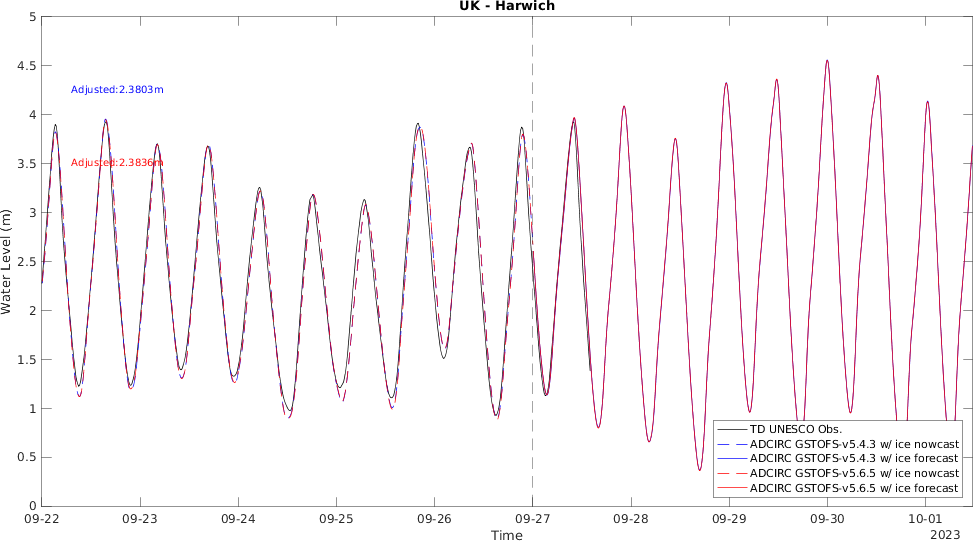 UK - Harwich
5
4.5
4
3.5
3
2.5
2
1.5
1
0.5
0
Water Level (m)
Adjusted:2.3803m
Adjusted:2.3836m
TD UNESCO Obs.
ADCIRC GSTOFS-v5.4.3 w/ ice nowcast
ADCIRC GSTOFS-v5.4.3 w/ ice forecast
ADCIRC GSTOFS-v5.6.5 w/ ice nowcast
ADCIRC GSTOFS-v5.6.5 w/ ice forecast
09-22 09-23 09-24 09-25 09-26 09-27 09-28 09-29 09-30 10-01
Time
2023